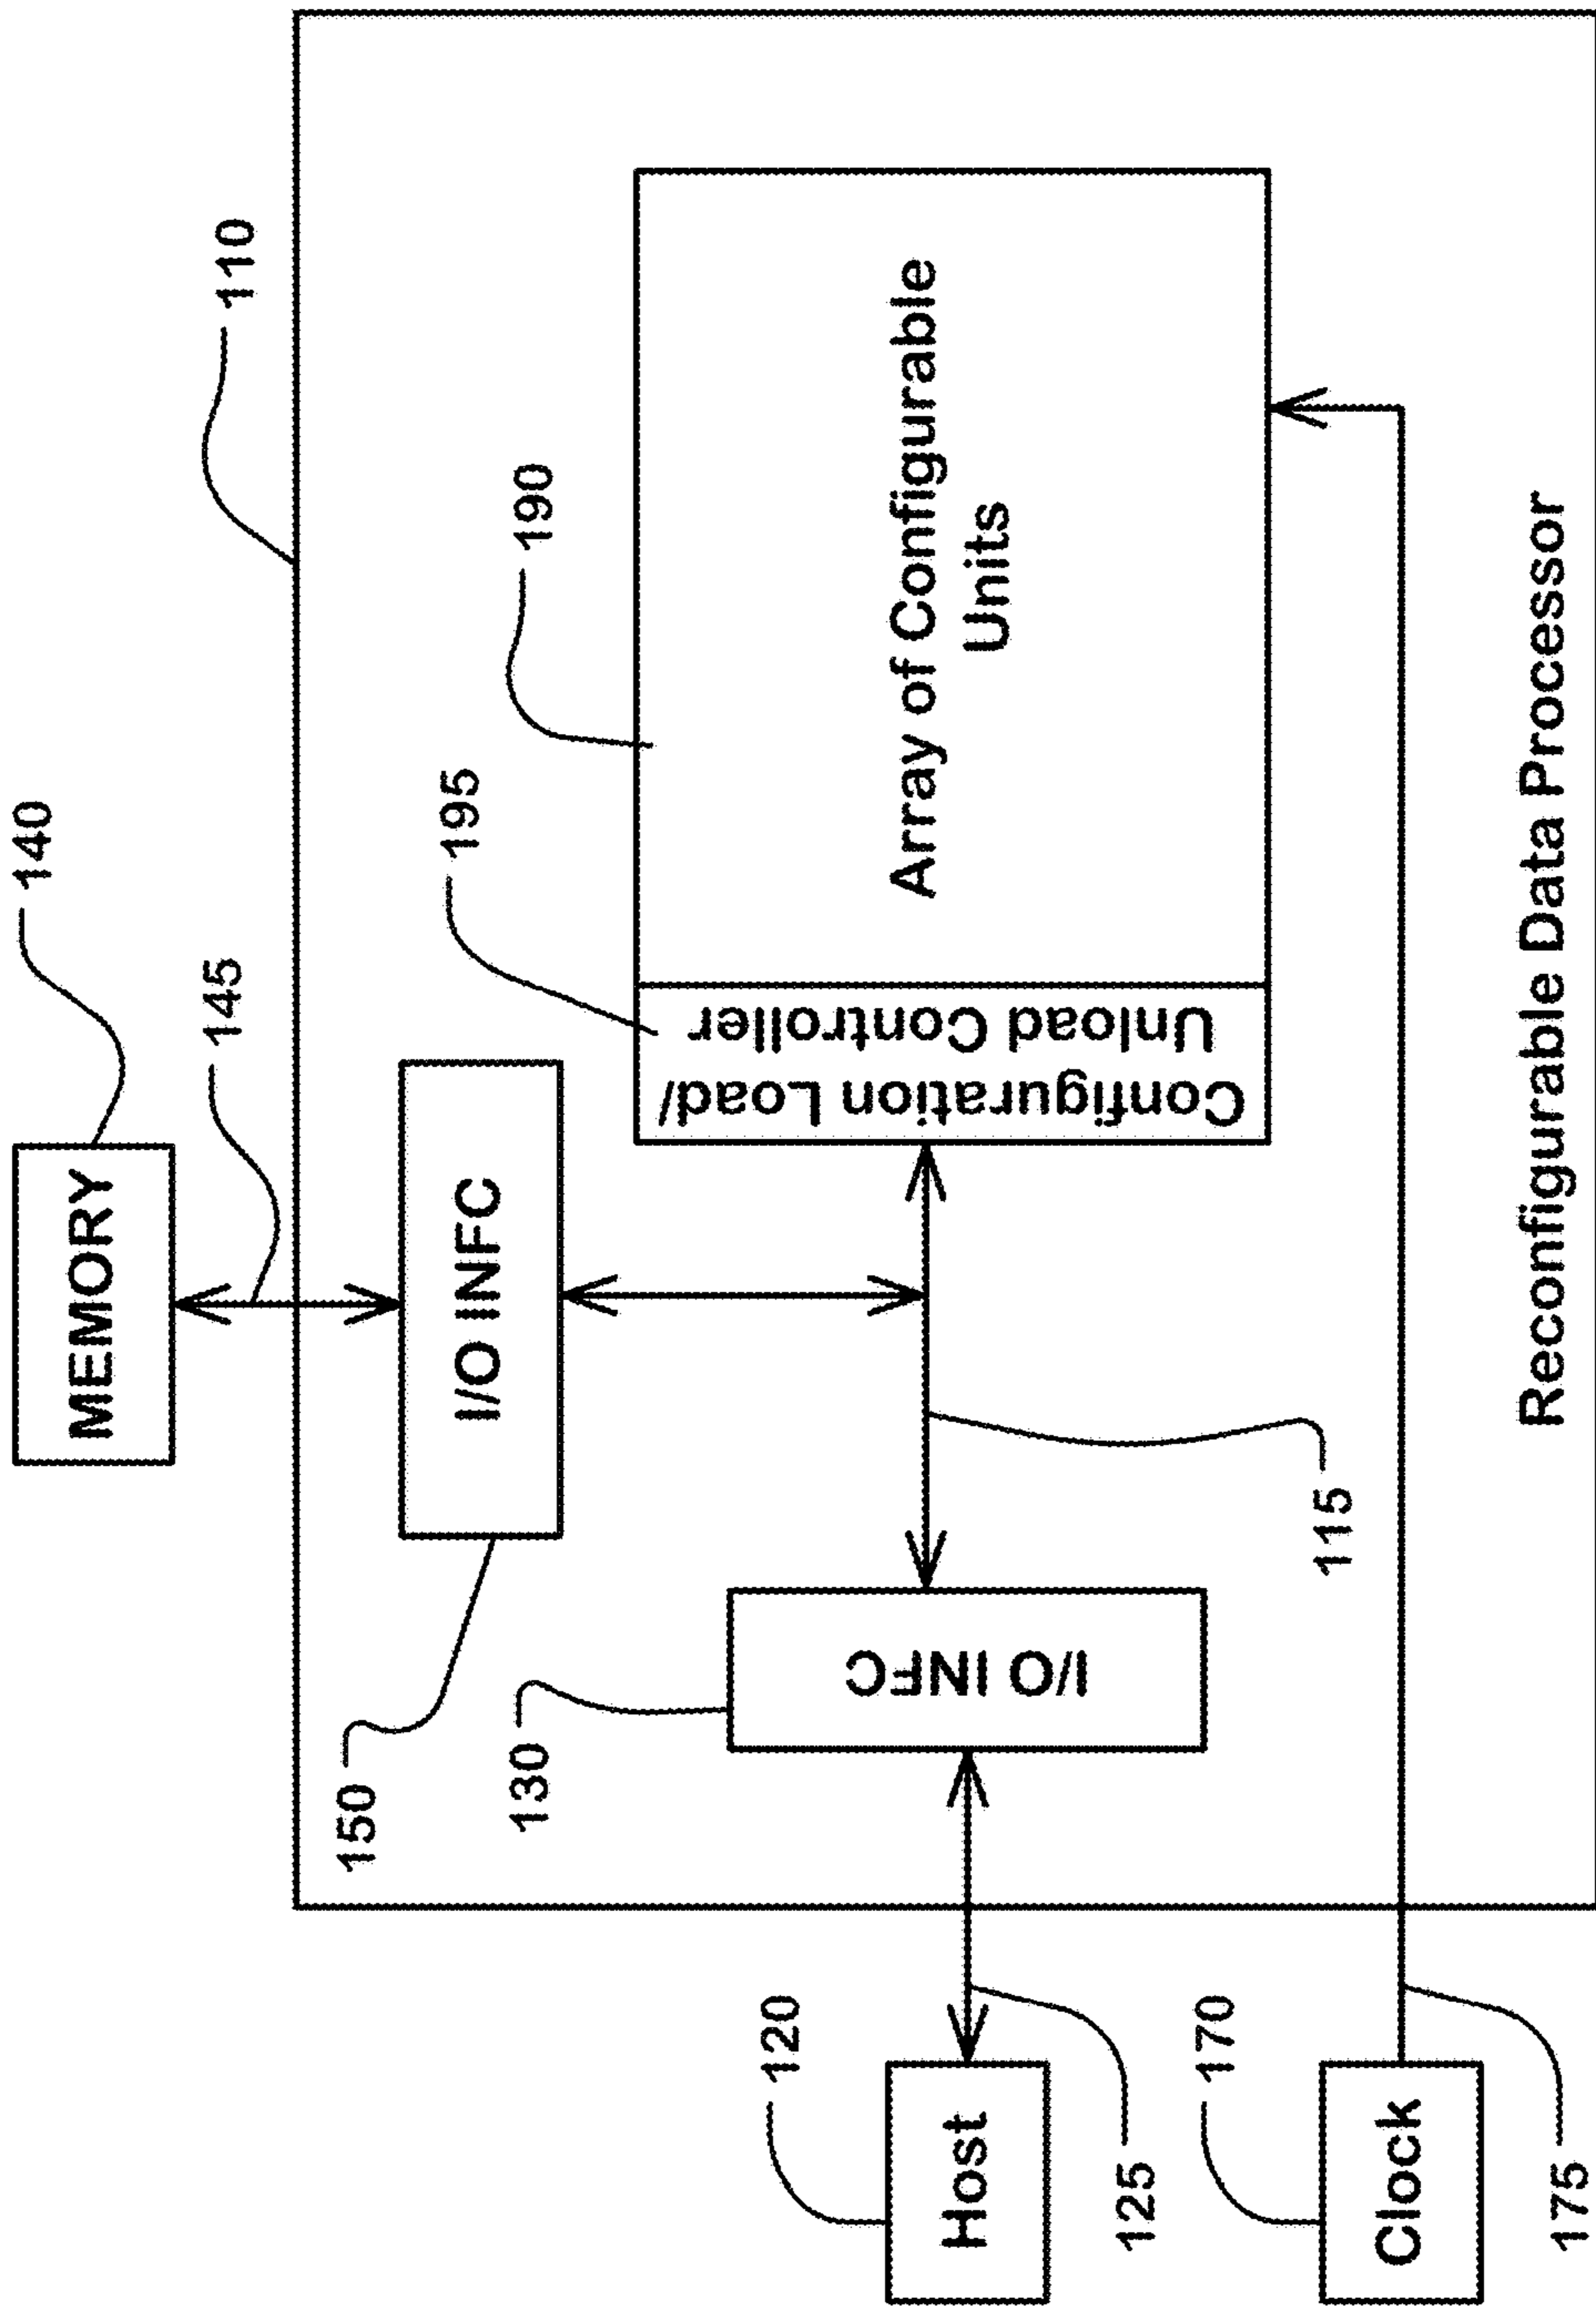 140
MEMORY
145
110
I/O INFC
150
195
190
Configuration Load/
Unload Controller
Array of Configurable
Units
130
I/O INFC
115
120
Host
125
170
Clock
175
Reconfigurable Data Processor